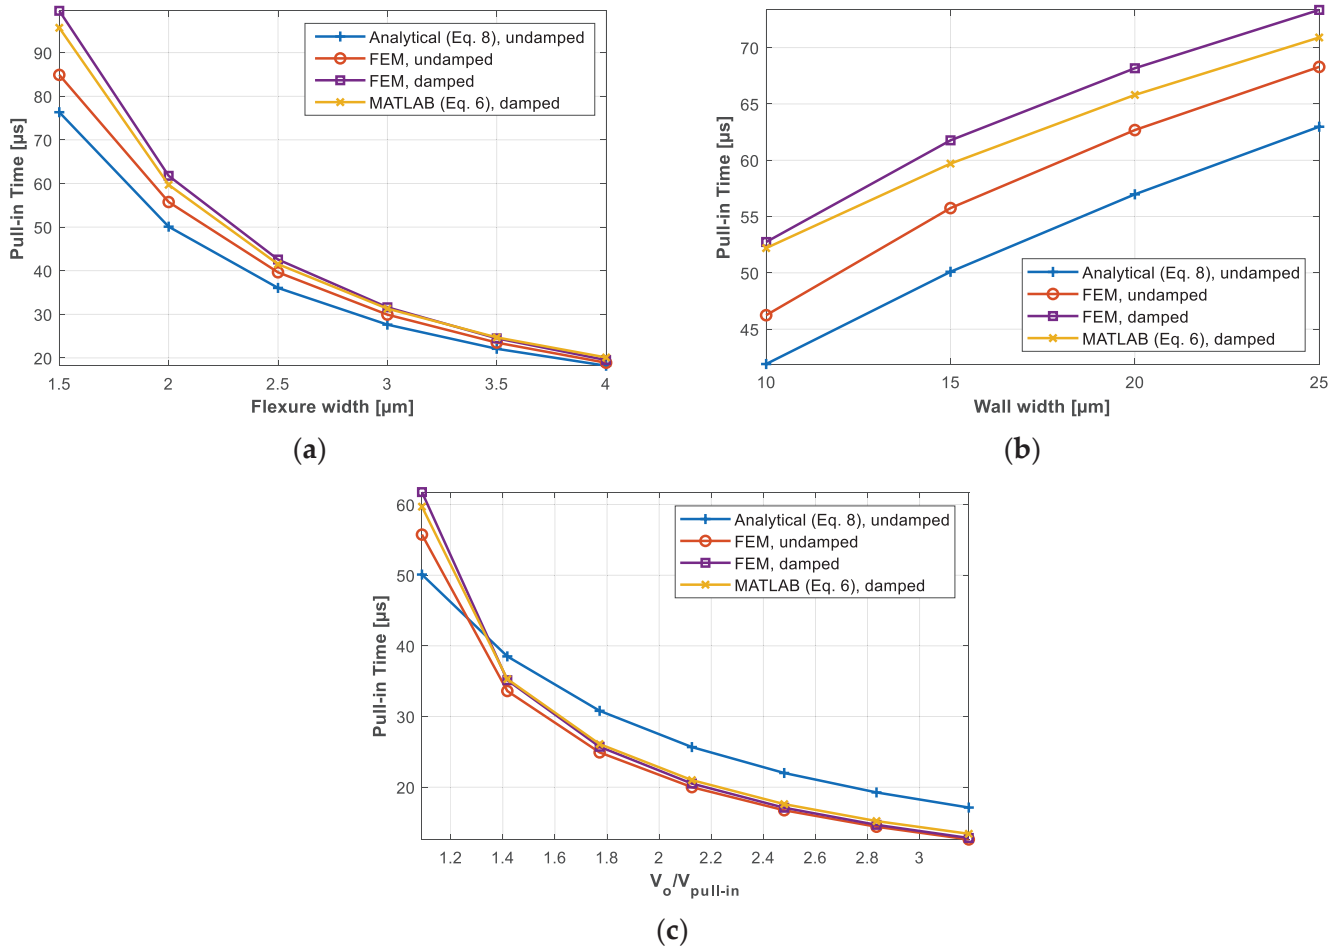 Pull-in Time [µs]
90
80
70
60
50
40
30
20
Analytical (Eq. 8), undamped
FEM, undamped
FEM, damped
MATLAB (Eq. 6), damped
1.5 2 2.5 3 3.5 4
Flexure width [µm]
(a)
Pull-in Time [µs]
70
65
60
55
50
45
Analytical (Eq. 8), undamped
FEM, undamped
FEM, damped
MATLAB (Eq. 6), damped
10 15 20 25
Wall width [µm]
(b)
Pull-in Time [µs]
60
50
40
30
20
Analytical (Eq. 8), undamped
FEM, undamped
FEM, damped
MATLAB (Eq. 6), damped
1.2 1.4 1.6 1.8 2 2.2 2.4 2.6 2.8 3
Vo/Vpull-in
(c)